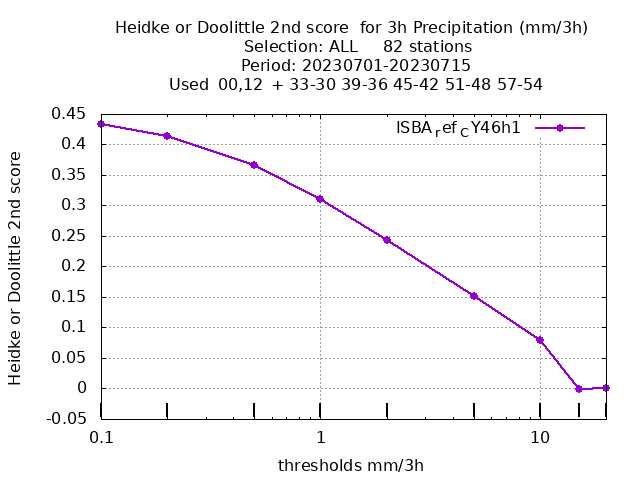 Heidke or Doolittle 2nd score  for 3h Precipitation (mm/3h)
Selection: ALL     82 stations
Period: 20230701-20230715
Used  00,12  + 33-30 39-36 45-42 51-48 57-54
ISBArefCY46h1
Heidke or Doolittle 2nd score
0.45
0.4
0.35
0.3
0.25
0.2
0.15
0.1
0.05
0
-0.05
0.1 1 10
thresholds mm/3h